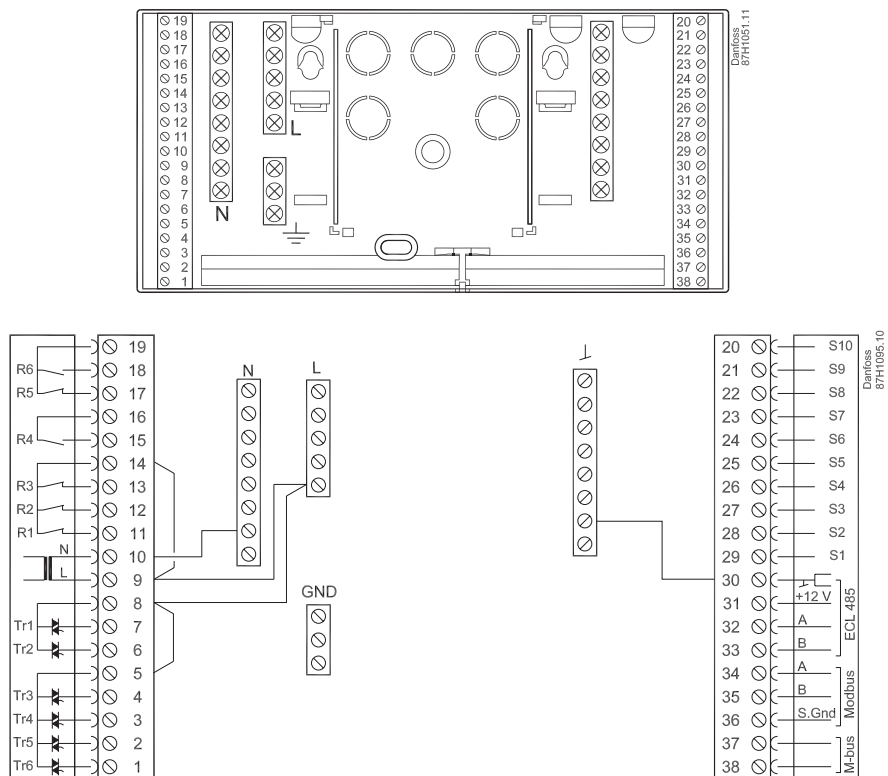 19 20
18 21
17 22
16 23
15 24
14 25
13 26
12 27
11 28
10 29
9 30
8 31
7 32
6 33
5 34
4 35
3 36
2 37
1 38
L
N
Danfoss
87H1051.11
19
R6 18
R5 17
16
R4 15
14
R3 13
R2 12
R1 11
N 10
L 9
8
Tr1 7
Tr2 6
5
Tr3 4
Tr4 3
Tr5 2
Tr6 1
N
L
GND
20 S10
21 S9
22 S8
23 S7
24 S6
25 S5
26 S4
27 S3
28 S2
29 S1
30
31 +12 V
32 A
33 B
34 A
35 B
36 S.Gnd
37
38
ECL 485
Modbus
M-bus
Danfoss
87H1095.10